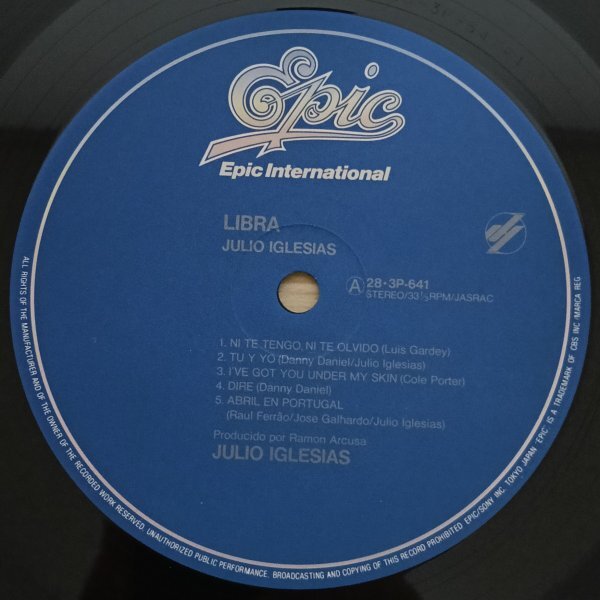 Epic
Epic International
LIBRA
JULIO IGLESIAS
A 28·3P-641
STEREO/33⅓RPM/JASRAC
1. NI TE TENGO, NI TE OLVIDO (Luis Gardey)
2. TU Y YO (Danny Daniel/Julio Iglesias)
3. I'VE GOT YOU UNDER MY SKIN (Cole Porter)
4. DIRE (Danny Daniel)
5. ABRIL EN PORTUGAL
(Raul Ferrão/Jose Galhardo/Julio Iglesias)
Producido por Ramon Arcusa
JULIO IGLESIAS
ALL RIGHTS OF THE MANUFACTURER AND OF THE OWNER OF THE RECORDED WORK RESERVED. UNAUTHORIZED PUBLIC PERFORMANCE, BROADCASTING AND COPYING OF THIS RECORD PROHIBITED EPIC/SONY INC. TOKYO JAPAN "EPIC" IS A TRADEMARK OF CBS INC./MARCA REG.